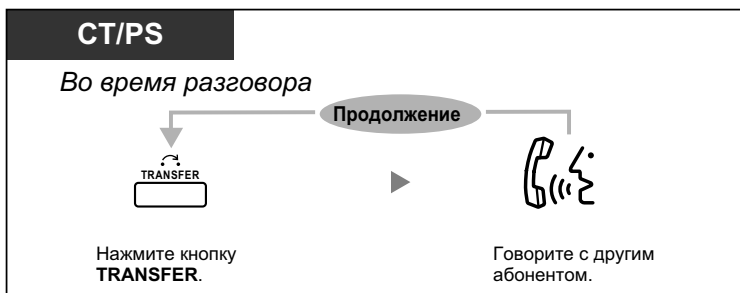 CT/PS
Во время разговора
Продолжение
TRANSFER
Нажмите кнопку
TRANSFER.
Говорите с другим
абонентом.